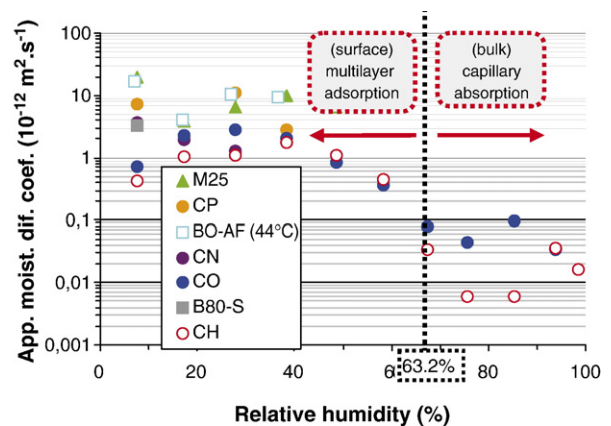 App. moist. dif. coef. (10⁻¹² m².s⁻¹)
100
10
1
0,1
0,01
0,001
(surface)
multilayer
adsorption
(bulk)
capillary
absorption
M25
CP
BO-AF (44°C)
CN
CO
B80-S
CH
63.2%
0 20 40 6 80 100
Relative humidity (%)